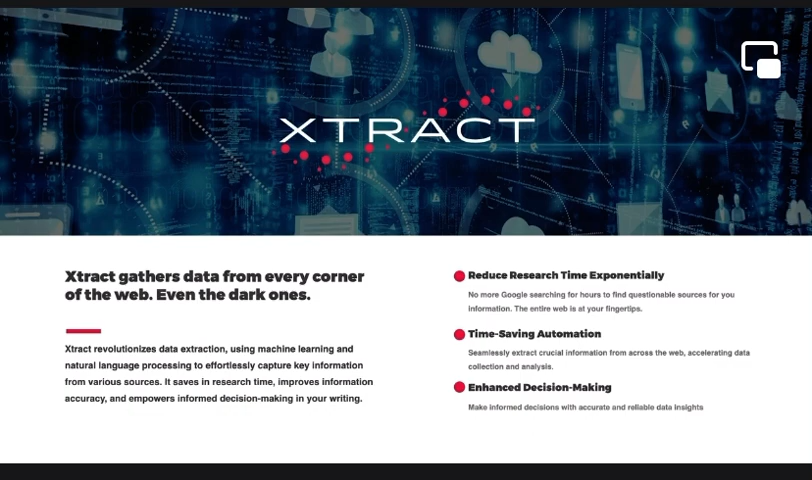 XTRACT
Xtract gathers data from every corner
of the web. Even the dark ones.
Xtract revolutionizes data extraction, using machine learning and
natural language processing to effortlessly capture key information
from various sources. It saves in research time, improves information
accuracy, and empowers informed decision-making in your writing.
Reduce Research Time Exponentially
No more Google searching for hours to find questionable sources for you
information. The entire web is at your fingertips.
Time-Saving Automation
Seamlessly extract crucial information from across the web, accelerating data
collection and analysis.
Enhanced Decision-Making
Make informed decisions with accurate and reliable data insights